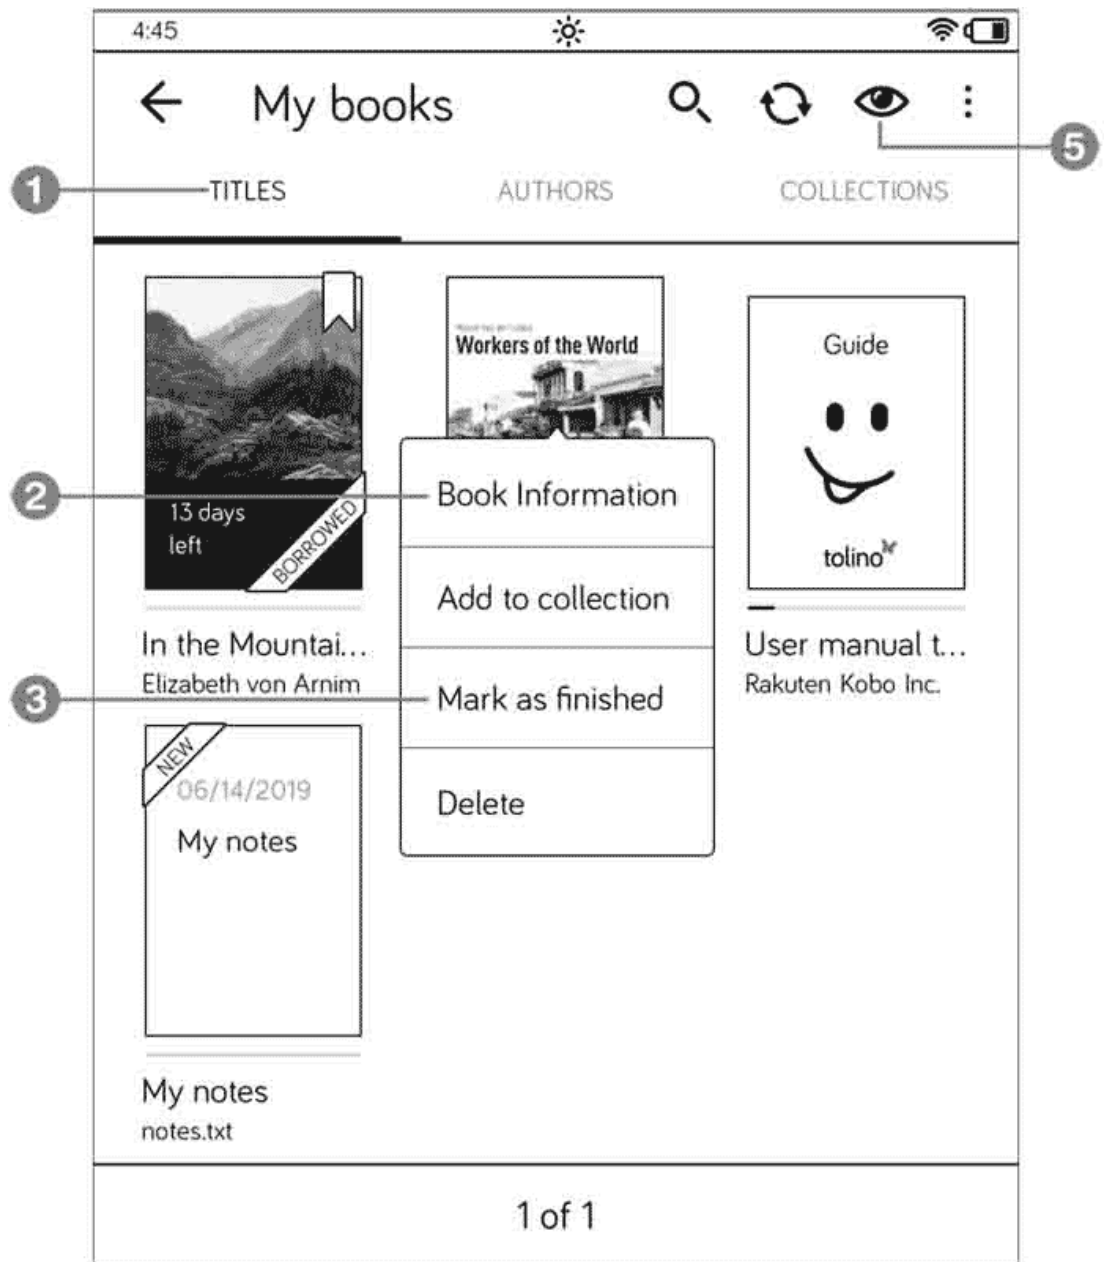 4:45
My books
5
1
TITLES
AUTHORS
COLLECTIONS
Workers of the World
Guide
tolino
13 days
left
BORROWED
2
Book Information
Add to collection
3
Mark as finished
Delete
In the Mountai...
Elizabeth von Arnim
User manual t...
Rakuten Kobo Inc.
NEW
06/14/2019
My notes
My notes
notes.txt
1 of 1